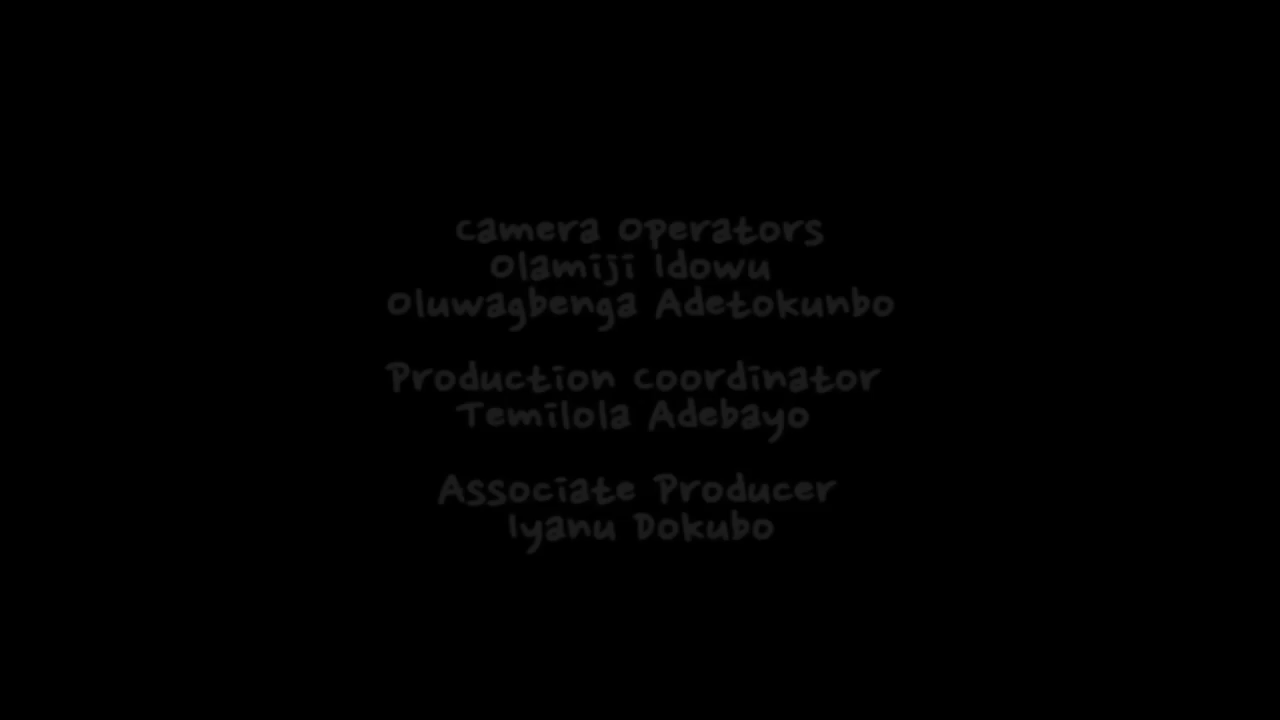 Camera Operators
Olamiji Idowu
Oluwagbenga Adetokunbo
Production Coordinator
Temilola Adebayo
Associate Producer
Iyanu Dokubo